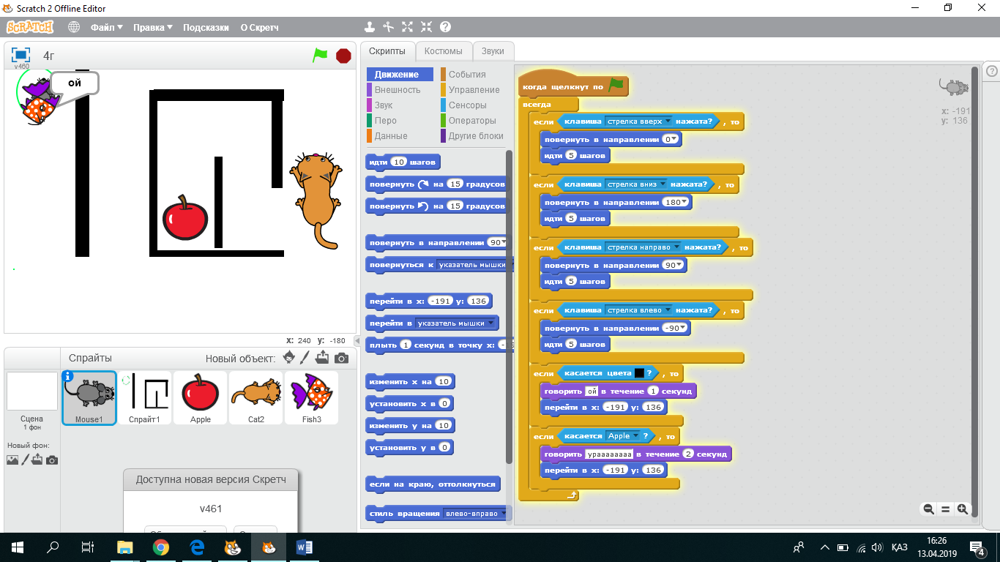 Scratch 2 Offline Editor
SCRATCH Файл Правка Подсказки О Скретч
4г
v460
ой
x: 240 y: -180
Спрайты Новый объект:
Сцена
1 фон
Новый фон:
Mouse1 Спрайт1 Apple Cat2 Fish3
Доступна новая версия Скретч
v461
Скрипты Костюмы Звуки
Движение События
Внешность Управление
Звук Сенсоры
Перо Операторы
Данные Другие блоки
идти 10 шагов
повернуть на 15 градусов
повернуть на 15 градусов
повернуть в направлении 90
повернуться к указатель мышки
перейти в x: -191 y: 136
перейти в указатель мышки
плыть 1 секунд в точку x:
изменить х на 10
установить х в 0
изменить у на 10
установить у в 0
если на краю, оттолкнуться
стиль вращения влево-вправо
когда щелкнут по
всегда
если клавиша стрелка вверх нажата? , то
повернуть в направлении 0
идти 5 шагов
если клавиша стрелка вниз нажата? , то
повернуть в направлении 180
идти 5 шагов
если клавиша стрелка направо нажата? , то
повернуть в направлении 90
идти 5 шагов
если клавиша стрелка влево нажата? , то
повернуть в направлении -90
идти 5 шагов
если касается цвета ? , то
говорить ой в течение 1 секунд
перейти в x: -191 y: 136
если касается Apple ? , то
говорить урааааааа в течение 2 секунд
перейти в x: -191 y: 136
x: -191
y: 136
ҚАЗ
16:26
13.04.2019
4